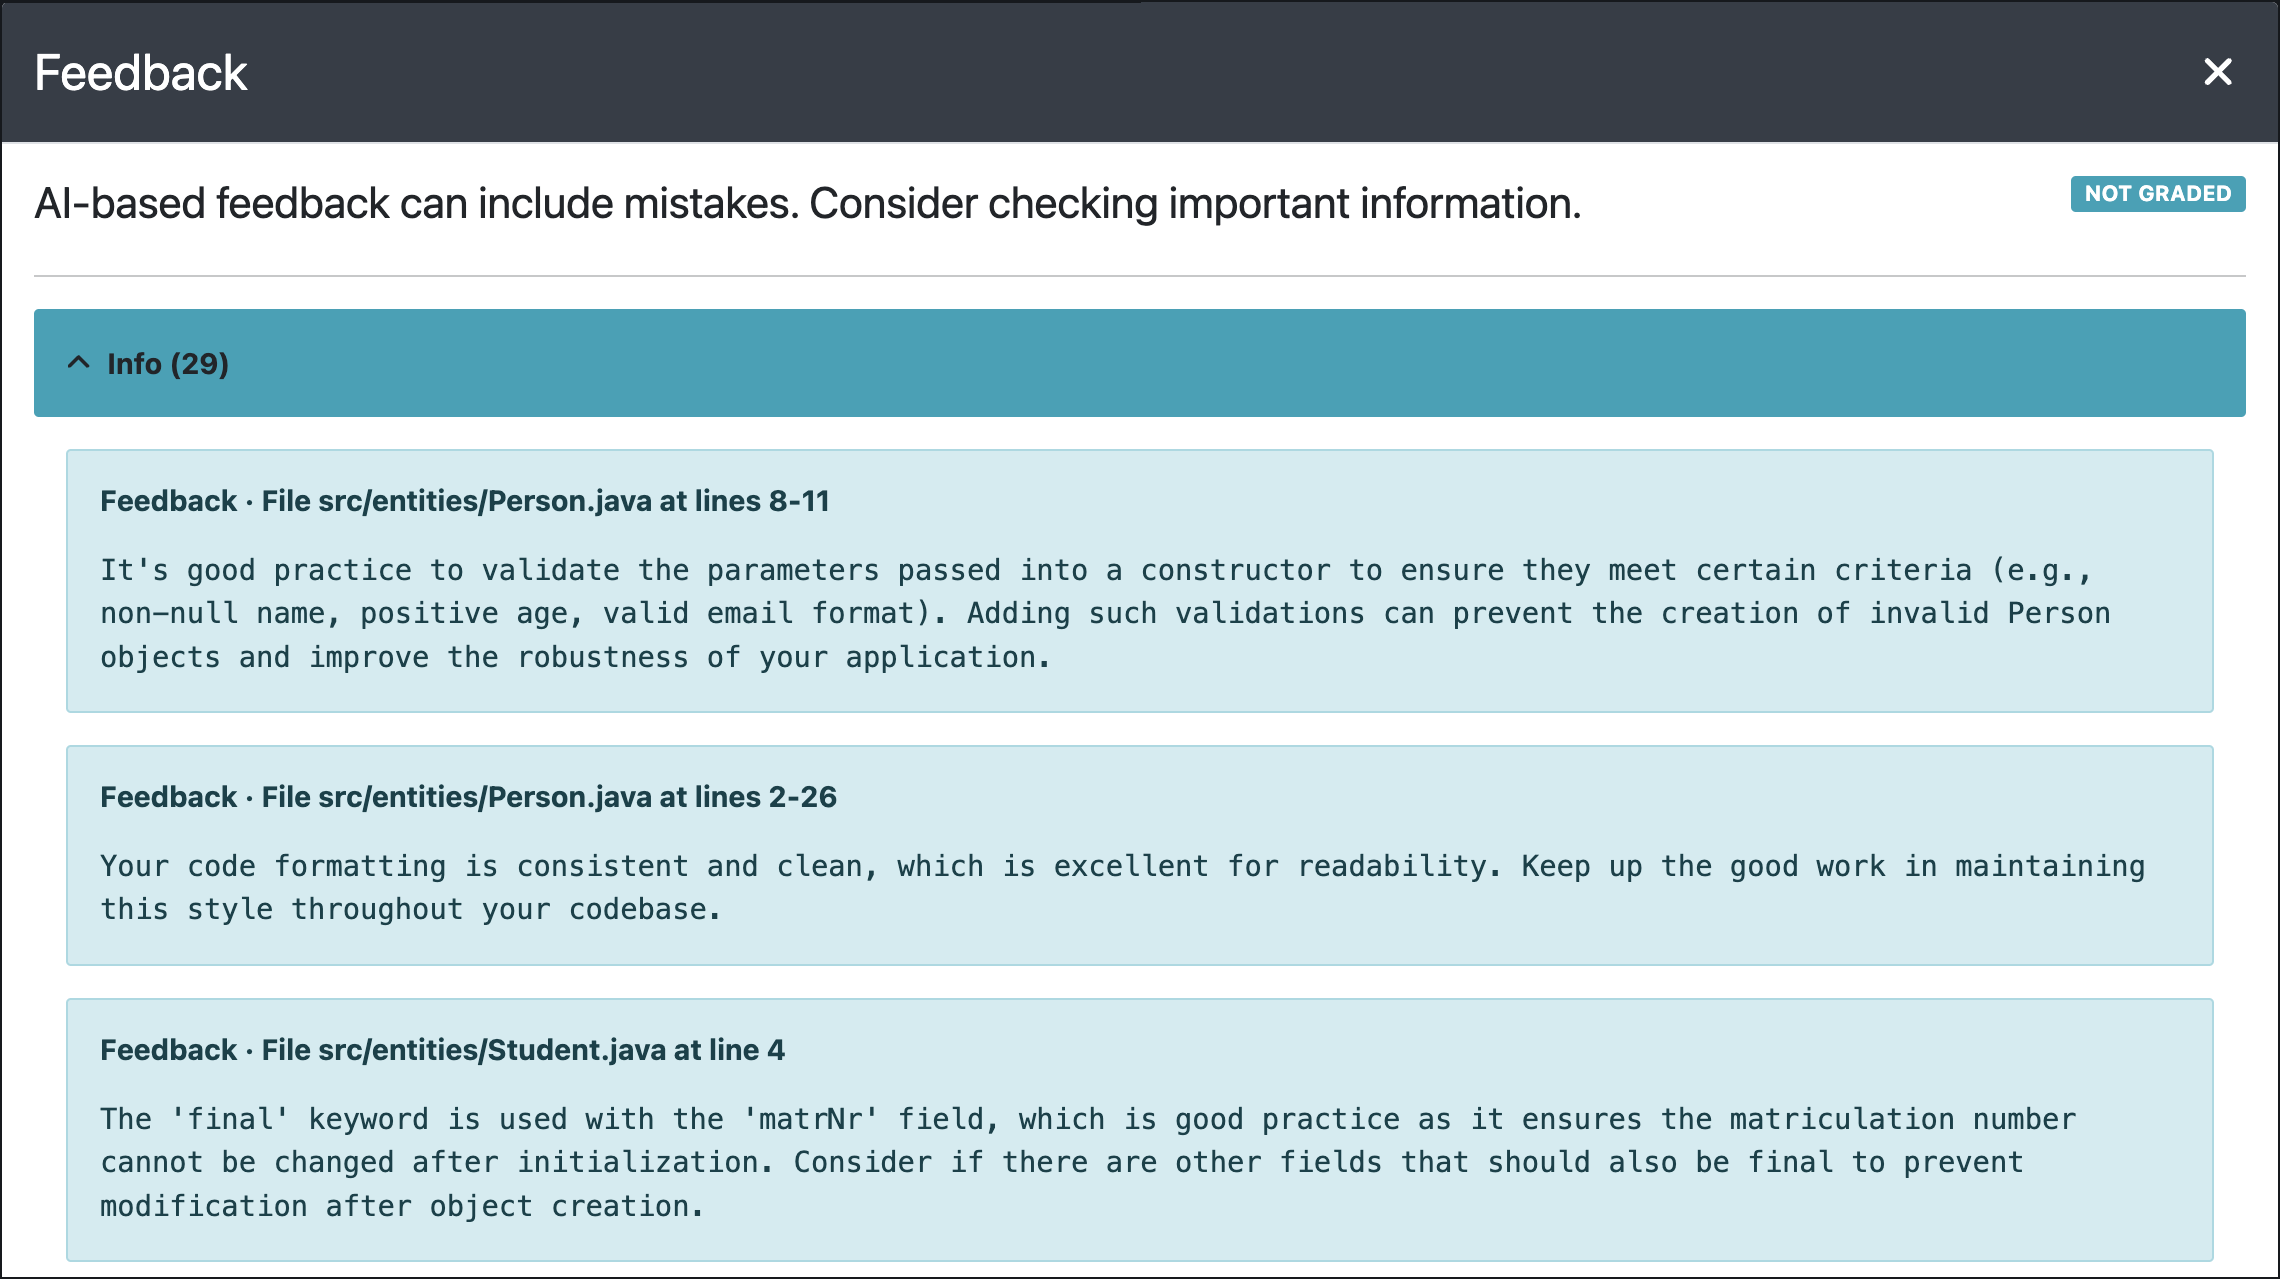 Feedback
AI-based feedback can include mistakes. Consider checking important information.
NOT GRADED
Info (29)
Feedback · File src/entities/Person.java at lines 8-11
It's good practice to validate the parameters passed into a constructor to ensure they meet certain criteria (e.g.,
non-null name, positive age, valid email format). Adding such validations can prevent the creation of invalid Person
objects and improve the robustness of your application.
Feedback · File src/entities/Person.java at lines 2-26
Your code formatting is consistent and clean, which is excellent for readability. Keep up the good work in maintaining
this style throughout your codebase.
Feedback · File src/entities/Student.java at line 4
The 'final' keyword is used with the 'matrNr' field, which is good practice as it ensures the matriculation number
cannot be changed after initialization. Consider if there are other fields that should also be final to prevent
modification after object creation.